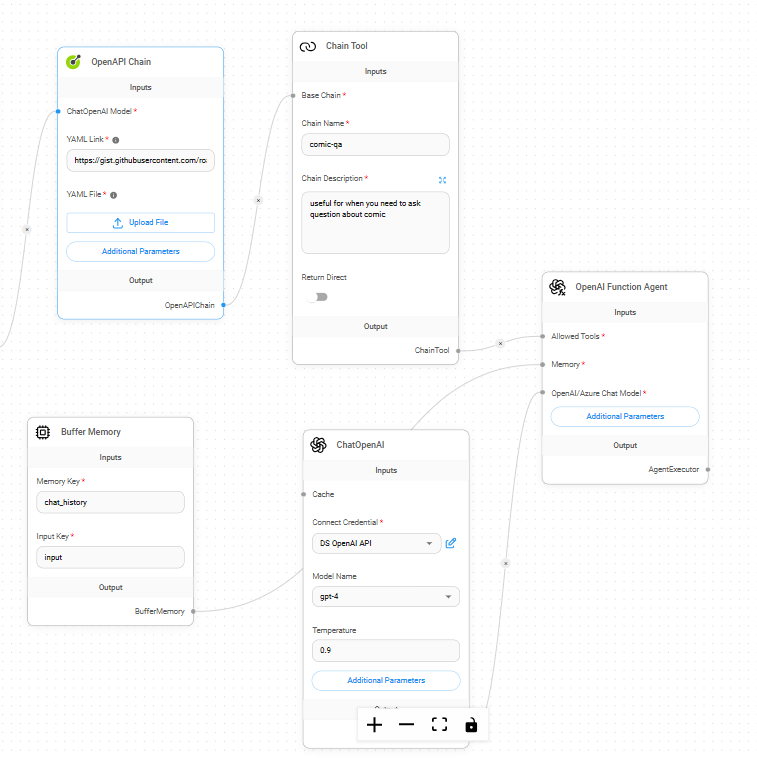 OpenAPI Chain
Inputs
ChatOpenAI Model *
YAML Link *
https://gist.githubusercontent.com/ro
YAML File *
Upload File
Additional Parameters
Output
OpenAPIChain
Chain Tool
Inputs
Base Chain *
Chain Name *
comic-qa
Chain Description *
useful for when you need to ask
question about comic
Return Direct
Output
ChainTool
OpenAI Function Agent
Inputs
Allowed Tools *
Memory *
OpenAI/Azure Chat Model *
Additional Parameters
Output
AgentExecutor
Buffer Memory
Inputs
Memory Key *
chat_history
Input Key *
input
Output
BufferMemory
ChatOpenAI
Inputs
Cache
Connect Credential *
DS OpenAI API
Model Name
gpt-4
Temperature
0.9
Additional Parameters